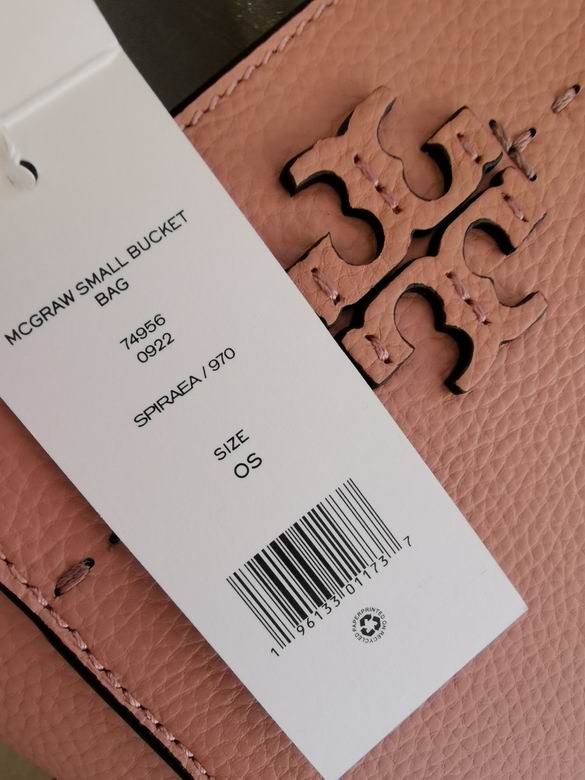 MCGRAW SMALL BUCKET
BAG
74956
0922
SPIRAEA / 970
SIZE
OS
1 96133 01173 7
PRINTED ON RECYCLED PAPER